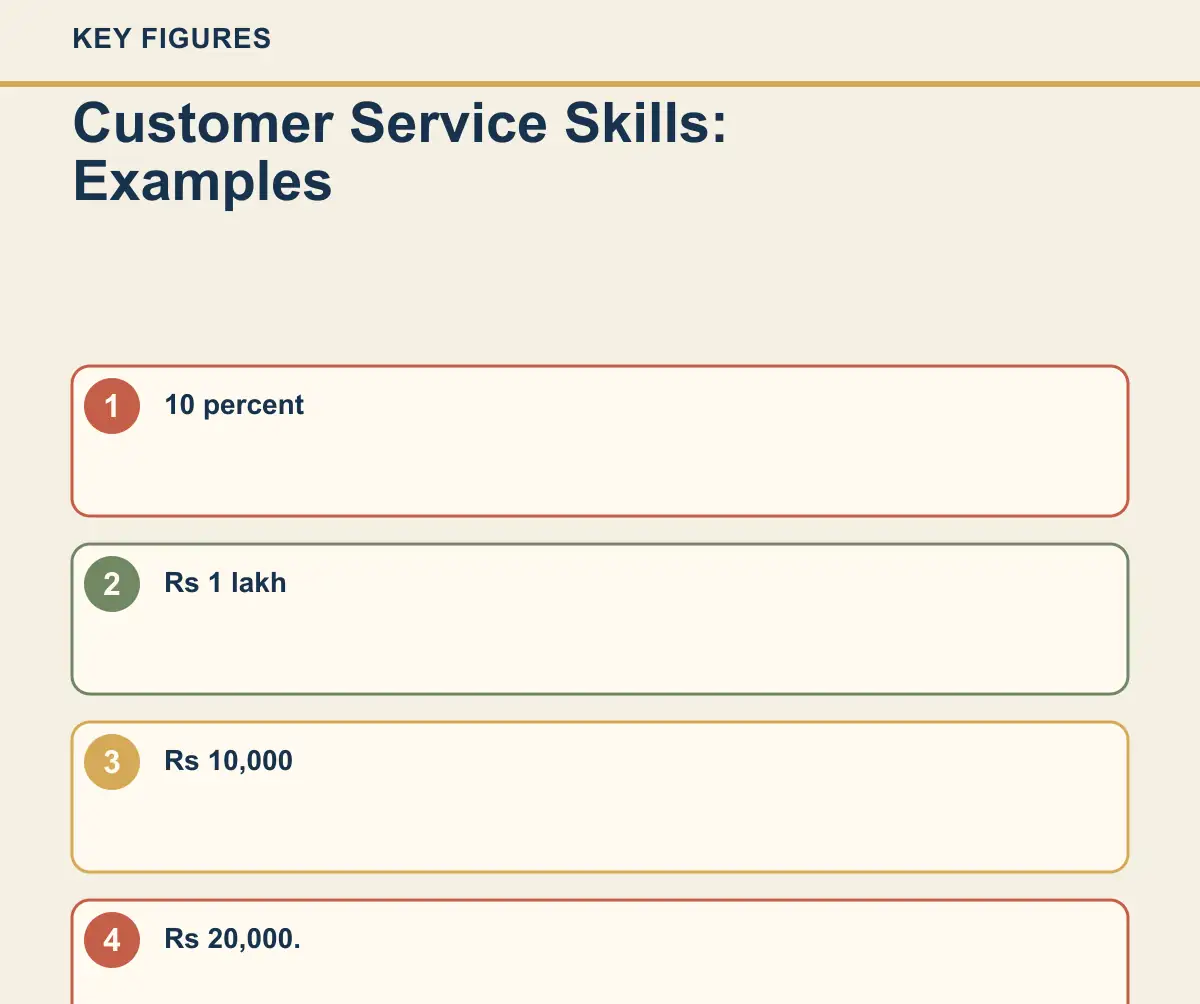 KEY FIGURES
Customer Service Skills:
Examples
1 10 percent
2 Rs 1 lakh
3 Rs 10,000
4 Rs 20,000.